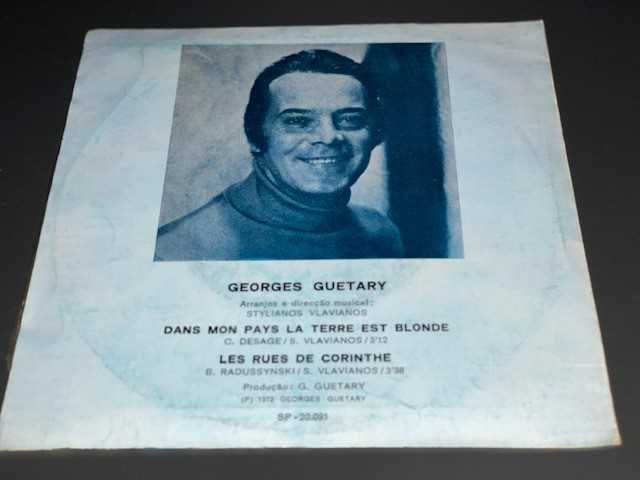 GEORGES GUETARY
Arranjos e direcção musical:
STYLIANOS VLAVIANOS
DANS MON PAYS LA TERRE EST BLONDE
C. DESAGE/S. VLAVIANOS/3'12
LES RUES DE CORINTHE
B. RADUSSYNSKI/S. VLAVIANOS/3'38
Produção: G. GUETARY
(P) 1972 GEORGES GUETARY
SP - 20.091